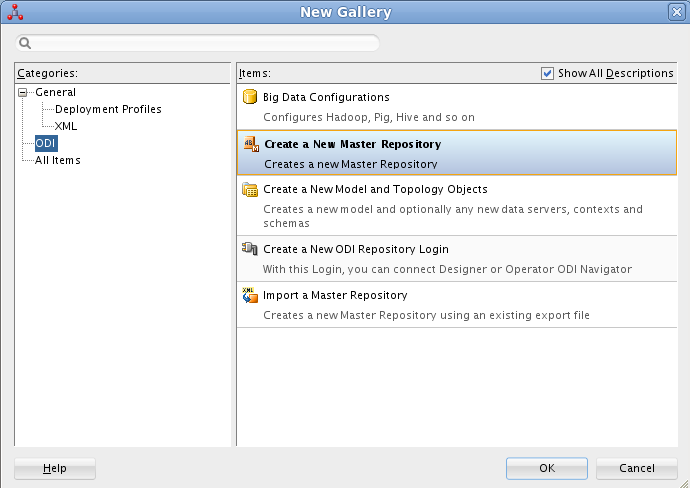 New Gallery
Categories:
General
Deployment Profiles
XML
ODI
All Items
Items:
Show All Descriptions
Big Data Configurations
Configures Hadoop, Pig, Hive and so on
Create a New Master Repository
Creates a new Master Repository
Create a New Model and Topology Objects
Creates a new model and optionally any new data servers, contexts and
schemas
Create a New ODI Repository Login
With this Login, you can connect Designer or Operator ODI Navigator
XML
Import a Master Repository
Creates a new Master Repository using an existing export file
Help
OK
Cancel